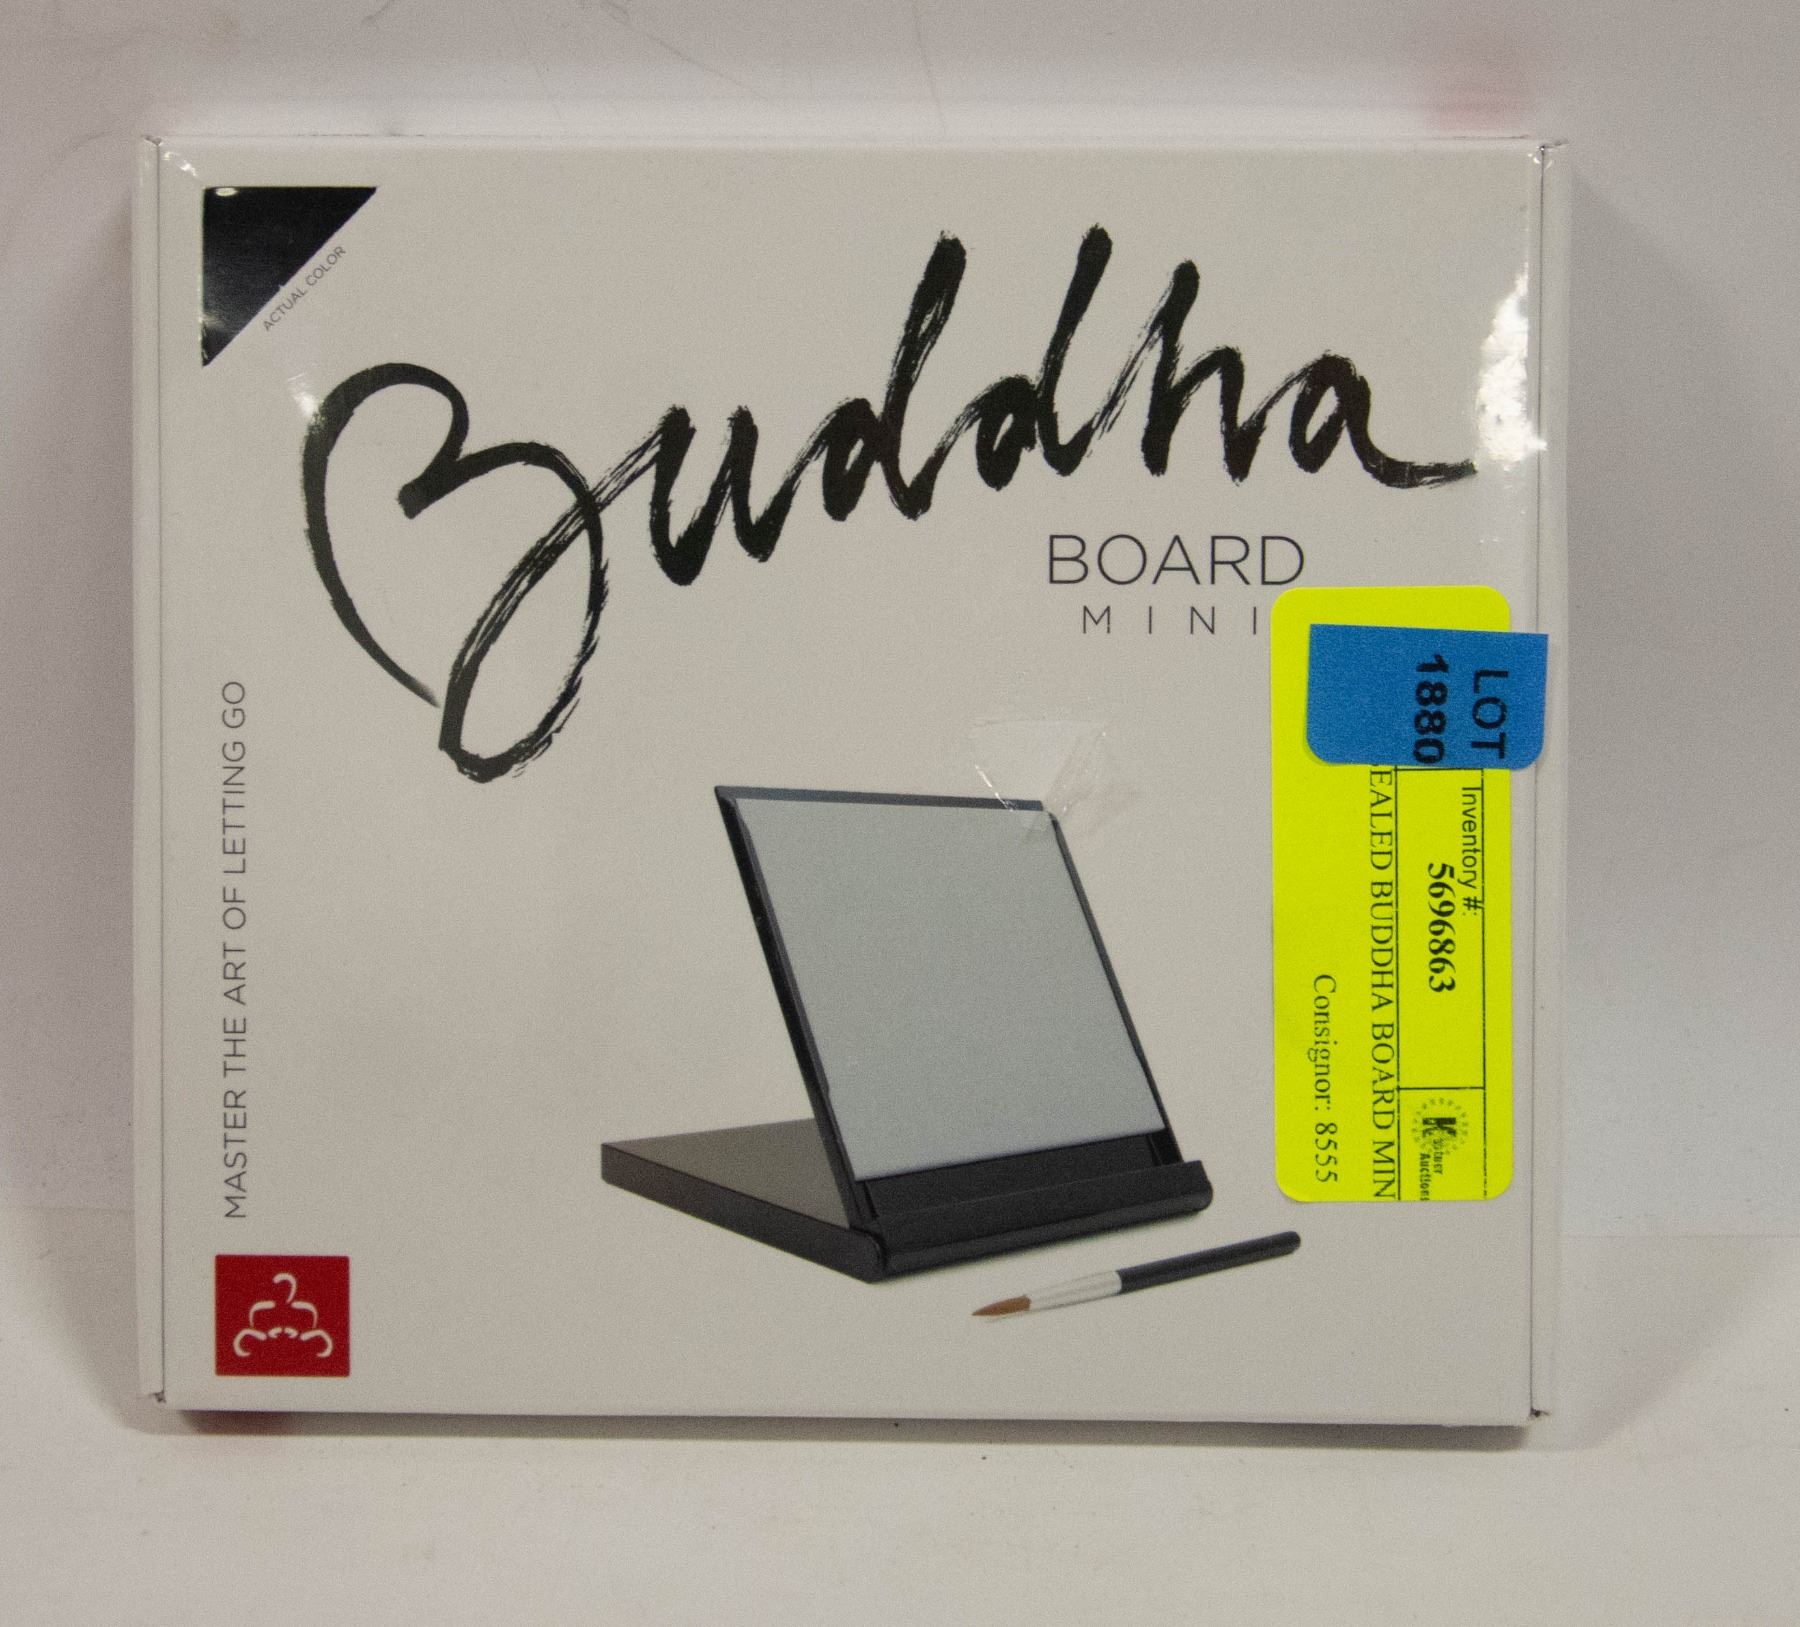 ACTUAL COLOR
Buddha
BOARD
MINI
MASTER THE ART OF LETTING GO
LOT
1880
Inventory #:
5696863
EALED BUDDHA BOARD MIN
Consignor: 8555
Auctions